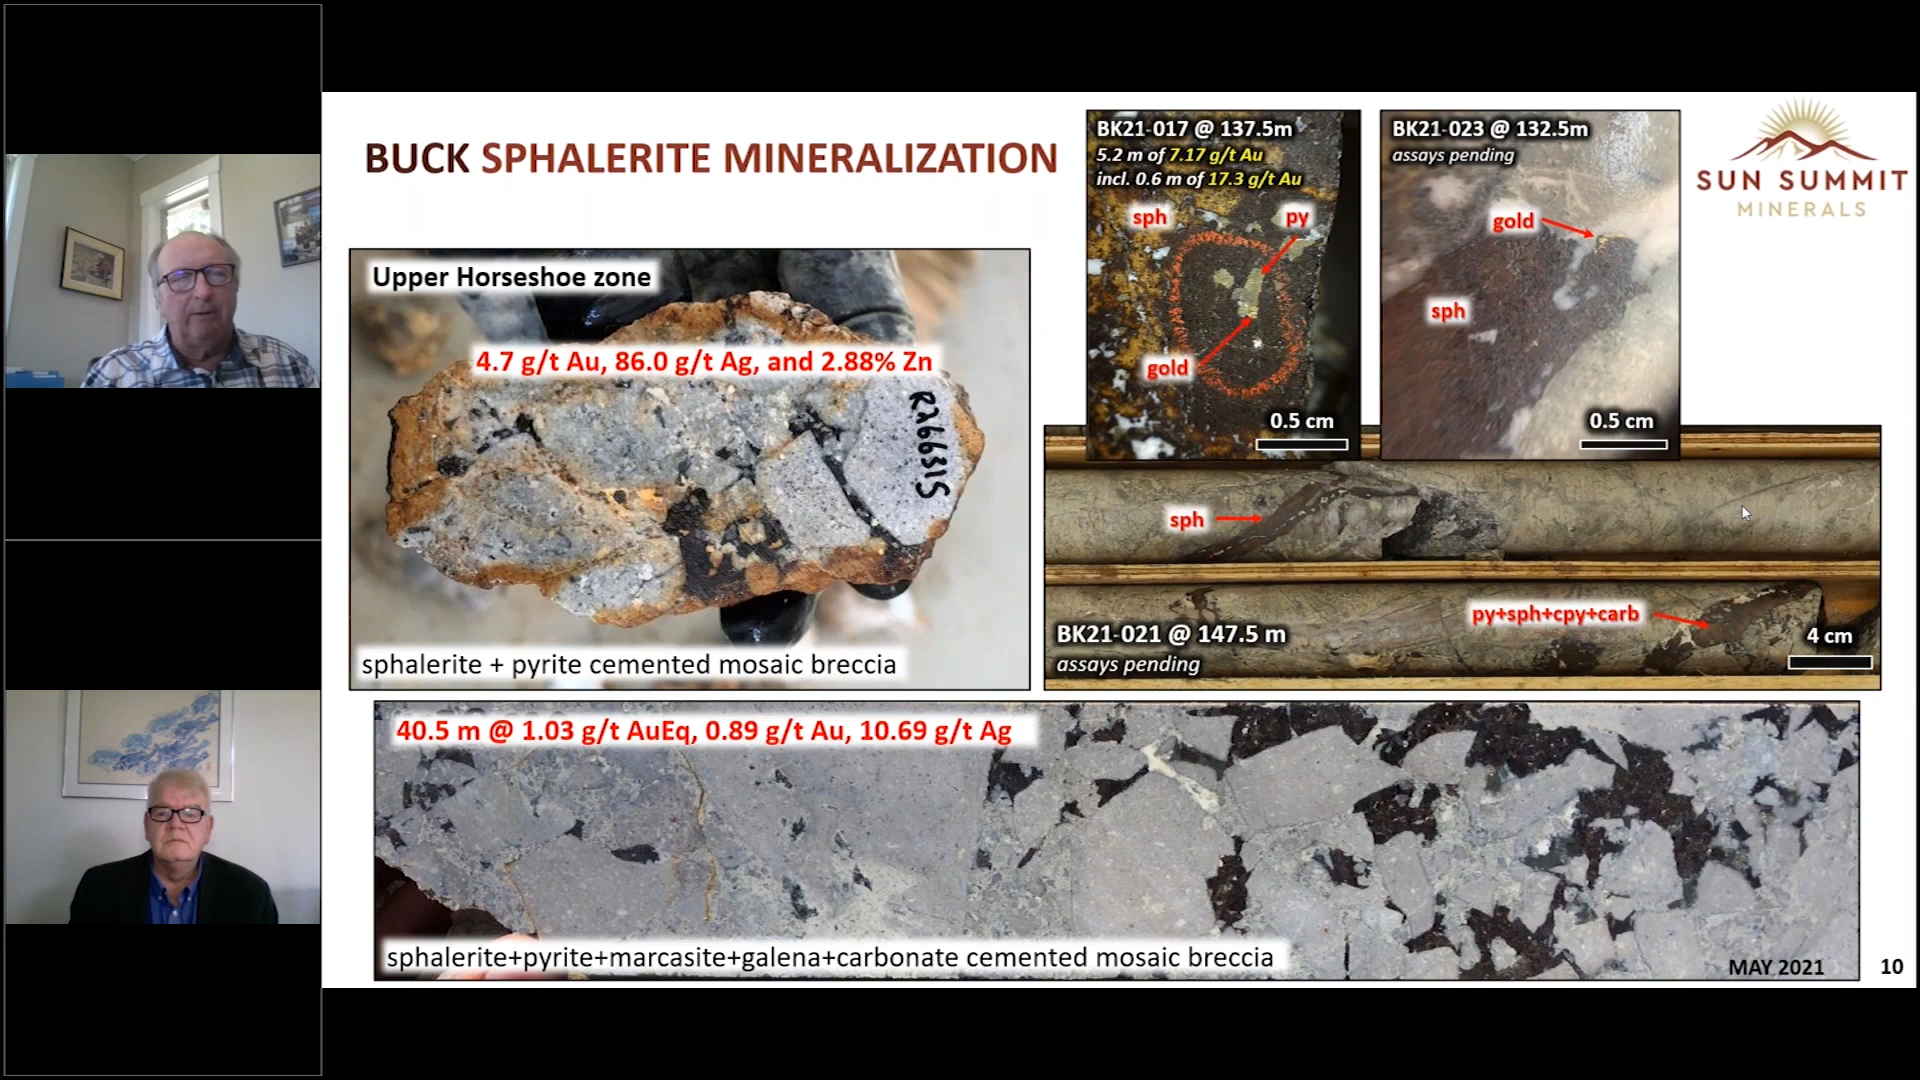 BUCK SPHALERITE MINERALIZATION
BK21-017 @ 137.5m
5.2 m of 7.17 g/t Au
incl. 0.6 m of 17.3 g/t Au
sph
py
gold
0.5 cm
BK21-023 @ 132.5m
assays pending
gold
sph
0.5 cm
SUN SUMMIT
MINERALS
Upper Horseshoe zone
4.7 g/t Au, 86.0 g/t Ag, and 2.88% Zn
R266315
sphalerite + pyrite cemented mosaic breccia
sph
py+sph+cpy+carb
BK21-021 @ 147.5 m
assays pending
4 cm
40.5 m @ 1.03 g/t AuEq, 0.89 g/t Au, 10.69 g/t Ag
sphalerite+pyrite+marcasite+galena+carbonate cemented mosaic breccia
MAY 2021
10